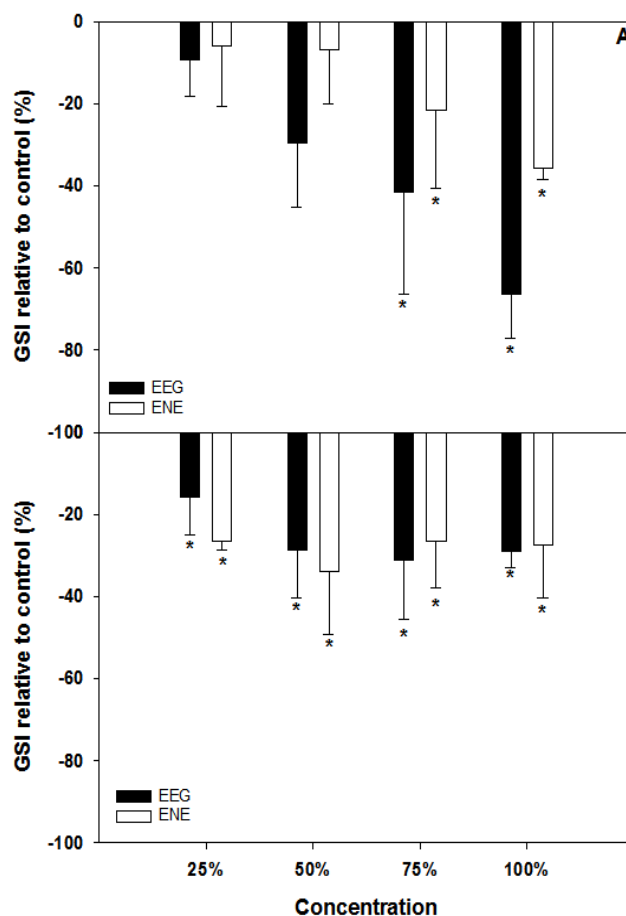 0
A
-20
-40
-60
-80
-100
GSI relative to control (%)
*
*
*
*
EEG
ENE
-20
-40
-60
-80
-100
GSI relative to control (%)
*
*
*
*
*
*
*
*
EEG
ENE
25% 50% 75% 100%
Concentration